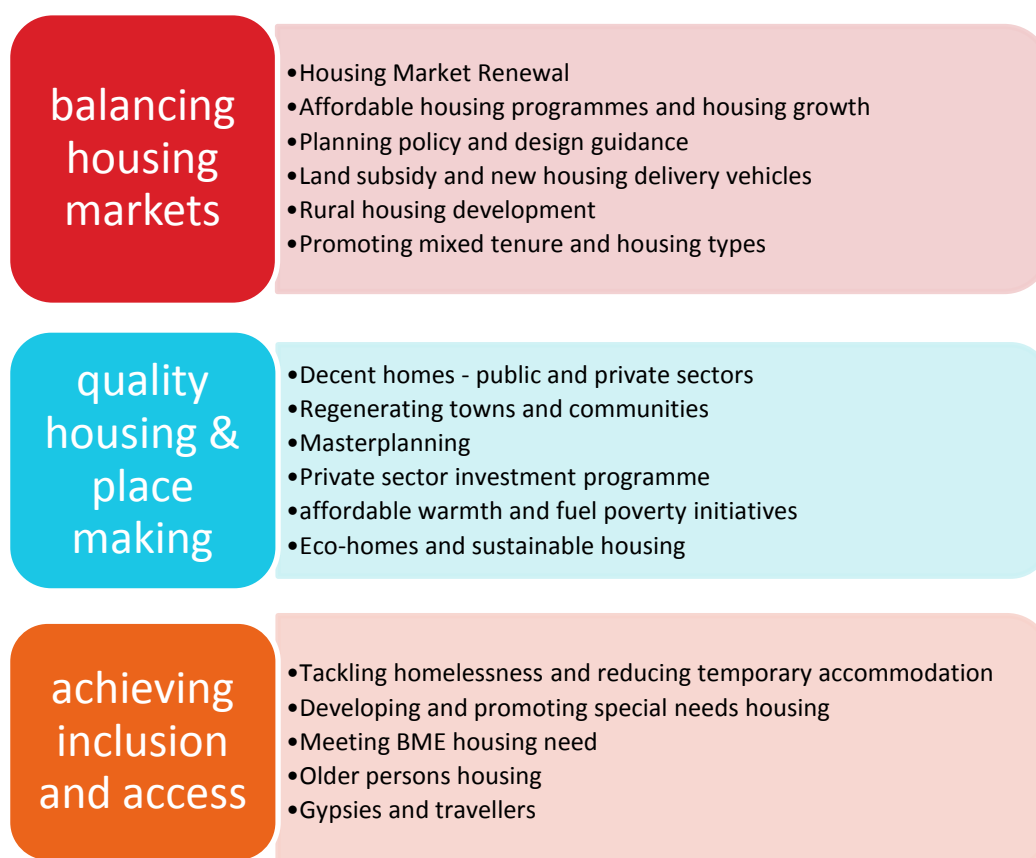 balancing
housing
markets
•Housing Market Renewal
•Affordable housing programmes and housing growth
•Planning policy and design guidance
•Land subsidy and new housing delivery vehicles
•Rural housing development
•Promoting mixed tenure and housing types
quality
housing &
place
making
•Decent homes - public and private sectors
•Regenerating towns and communities
•Masterplanning
•Private sector investment programme
•affordable warmth and fuel poverty initiatives
•Eco-homes and sustainable housing
achieving
inclusion
and access
•Tackling homelessness and reducing temporary accommodation
•Developing and promoting special needs housing
•Meeting BME housing need
•Older persons housing
•Gypsies and travellers